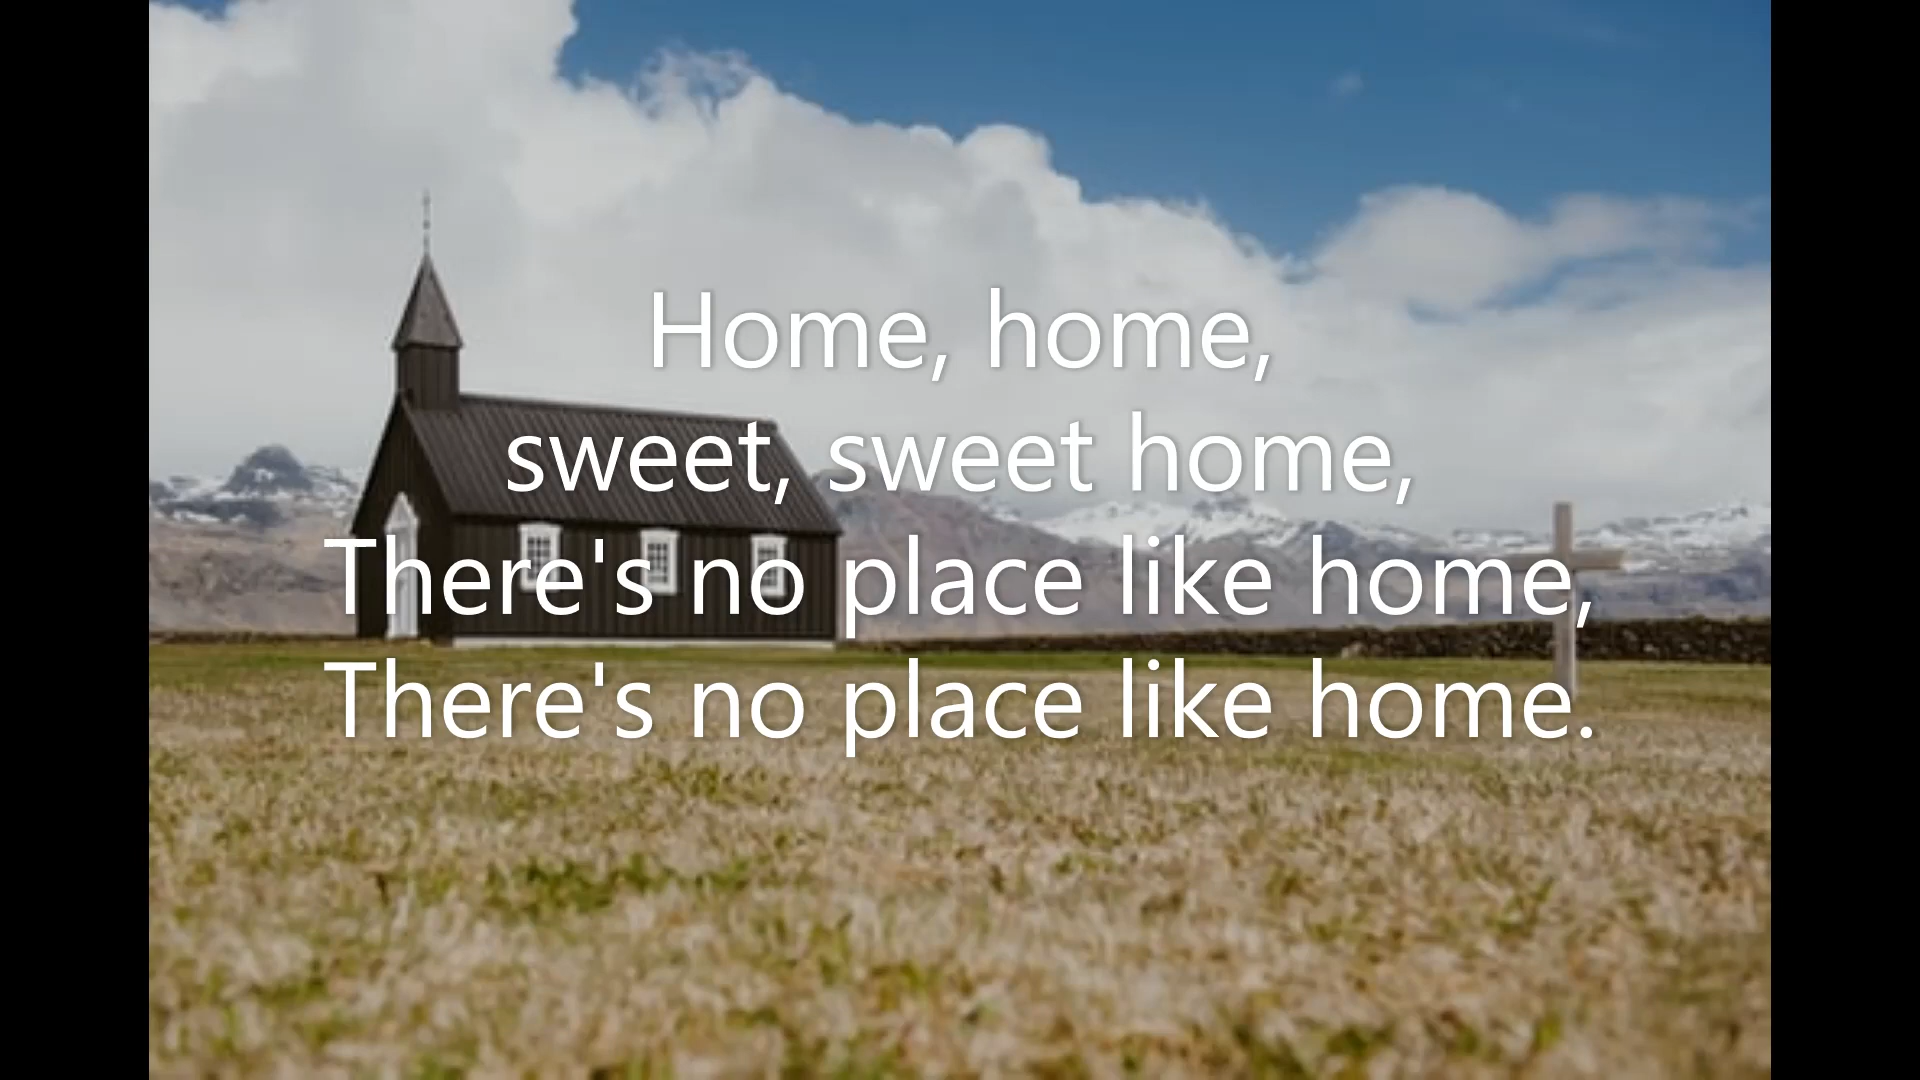 Home, home,
sweet, sweet home,
There's no place like home,
There's no place like home.